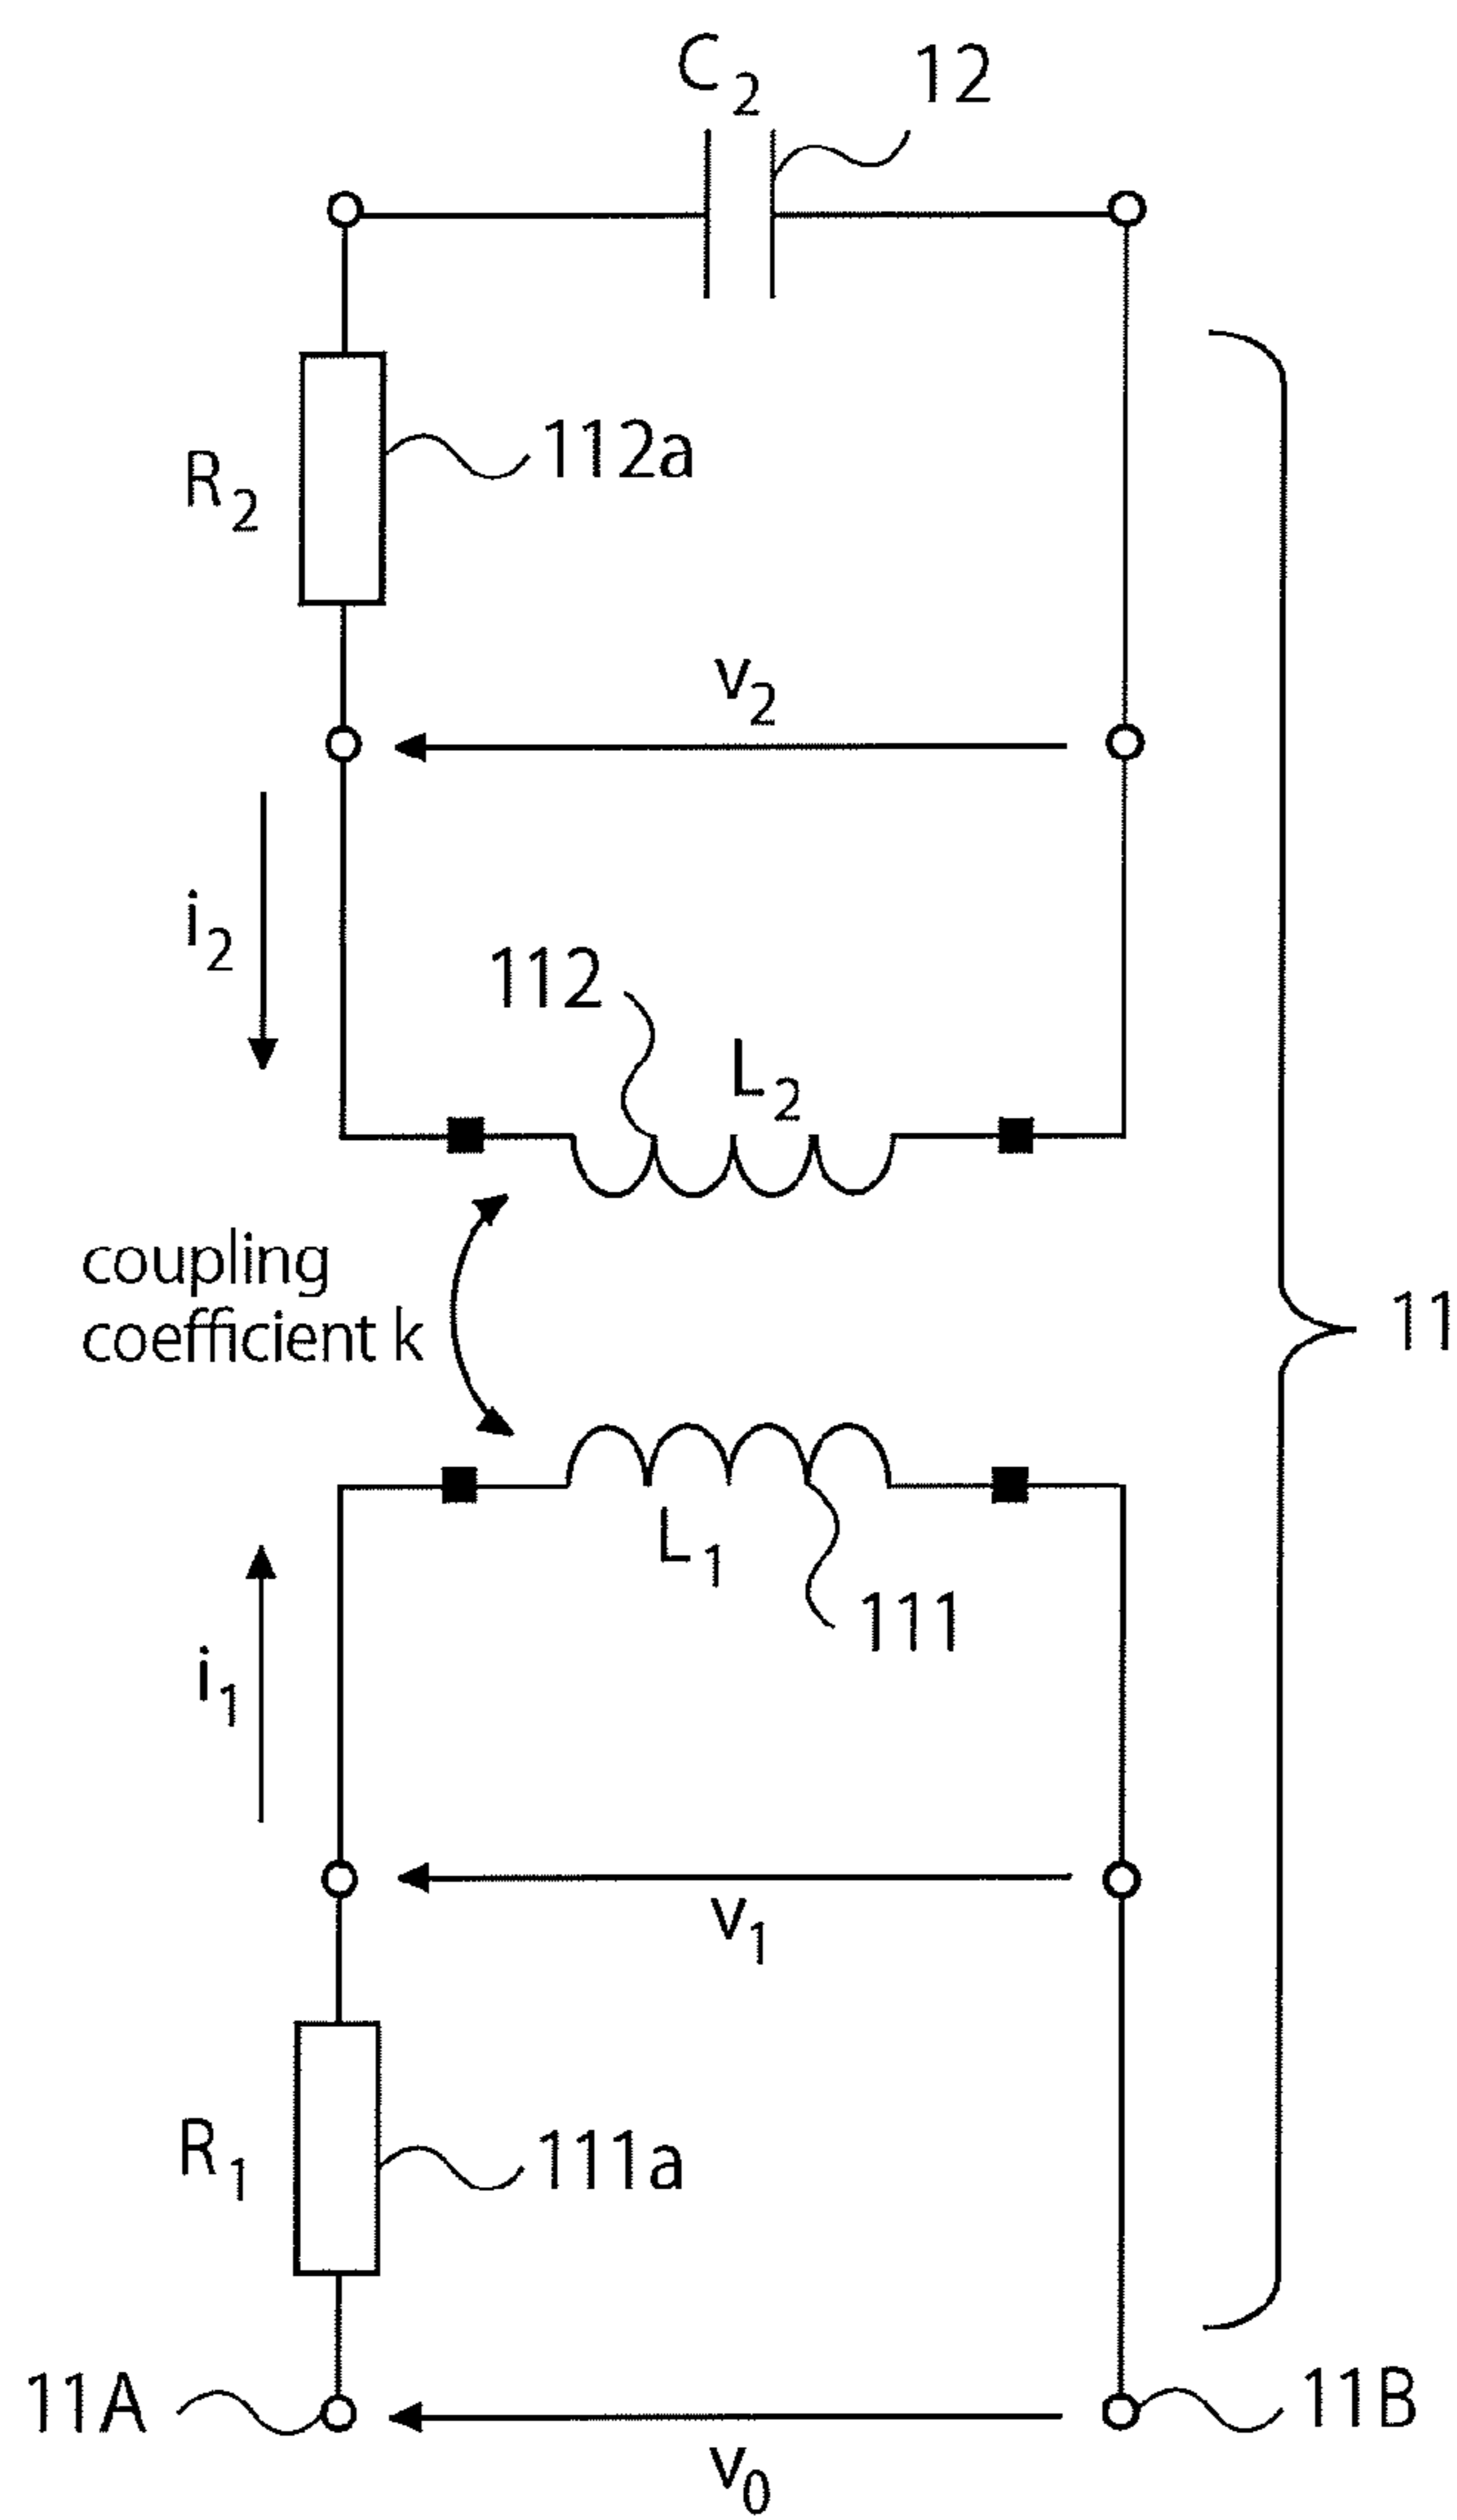 C2
12
R2
112a
v2
i2
112
L2
coupling
coefficient k
11
L1
111
i1
v1
R1
111a
11A
11B
v0